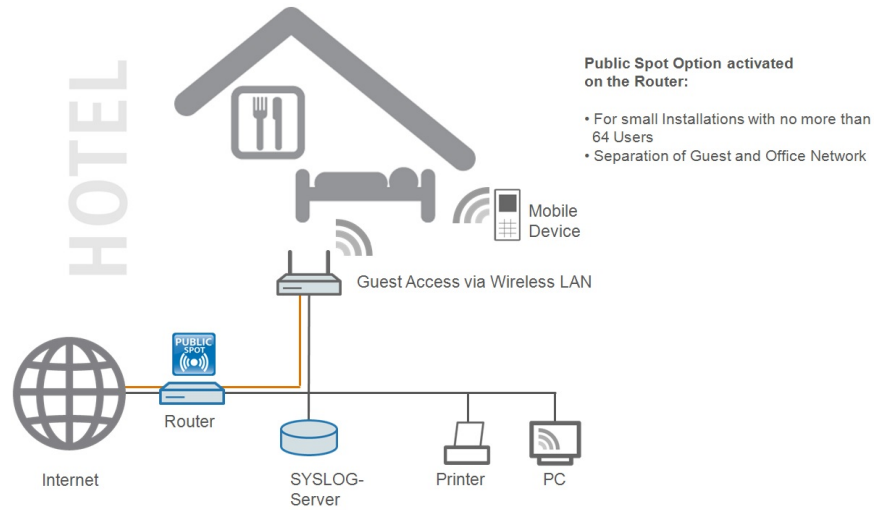 HOTEL
Public Spot Option activated
on the Router:
• For small Installations with no more than
64 Users
• Separation of Guest and Office Network
Mobile
Device
Guest Access via Wireless LAN
PUBLIC
SPOT
Router
Internet
SYSLOG-
Server
Printer
PC